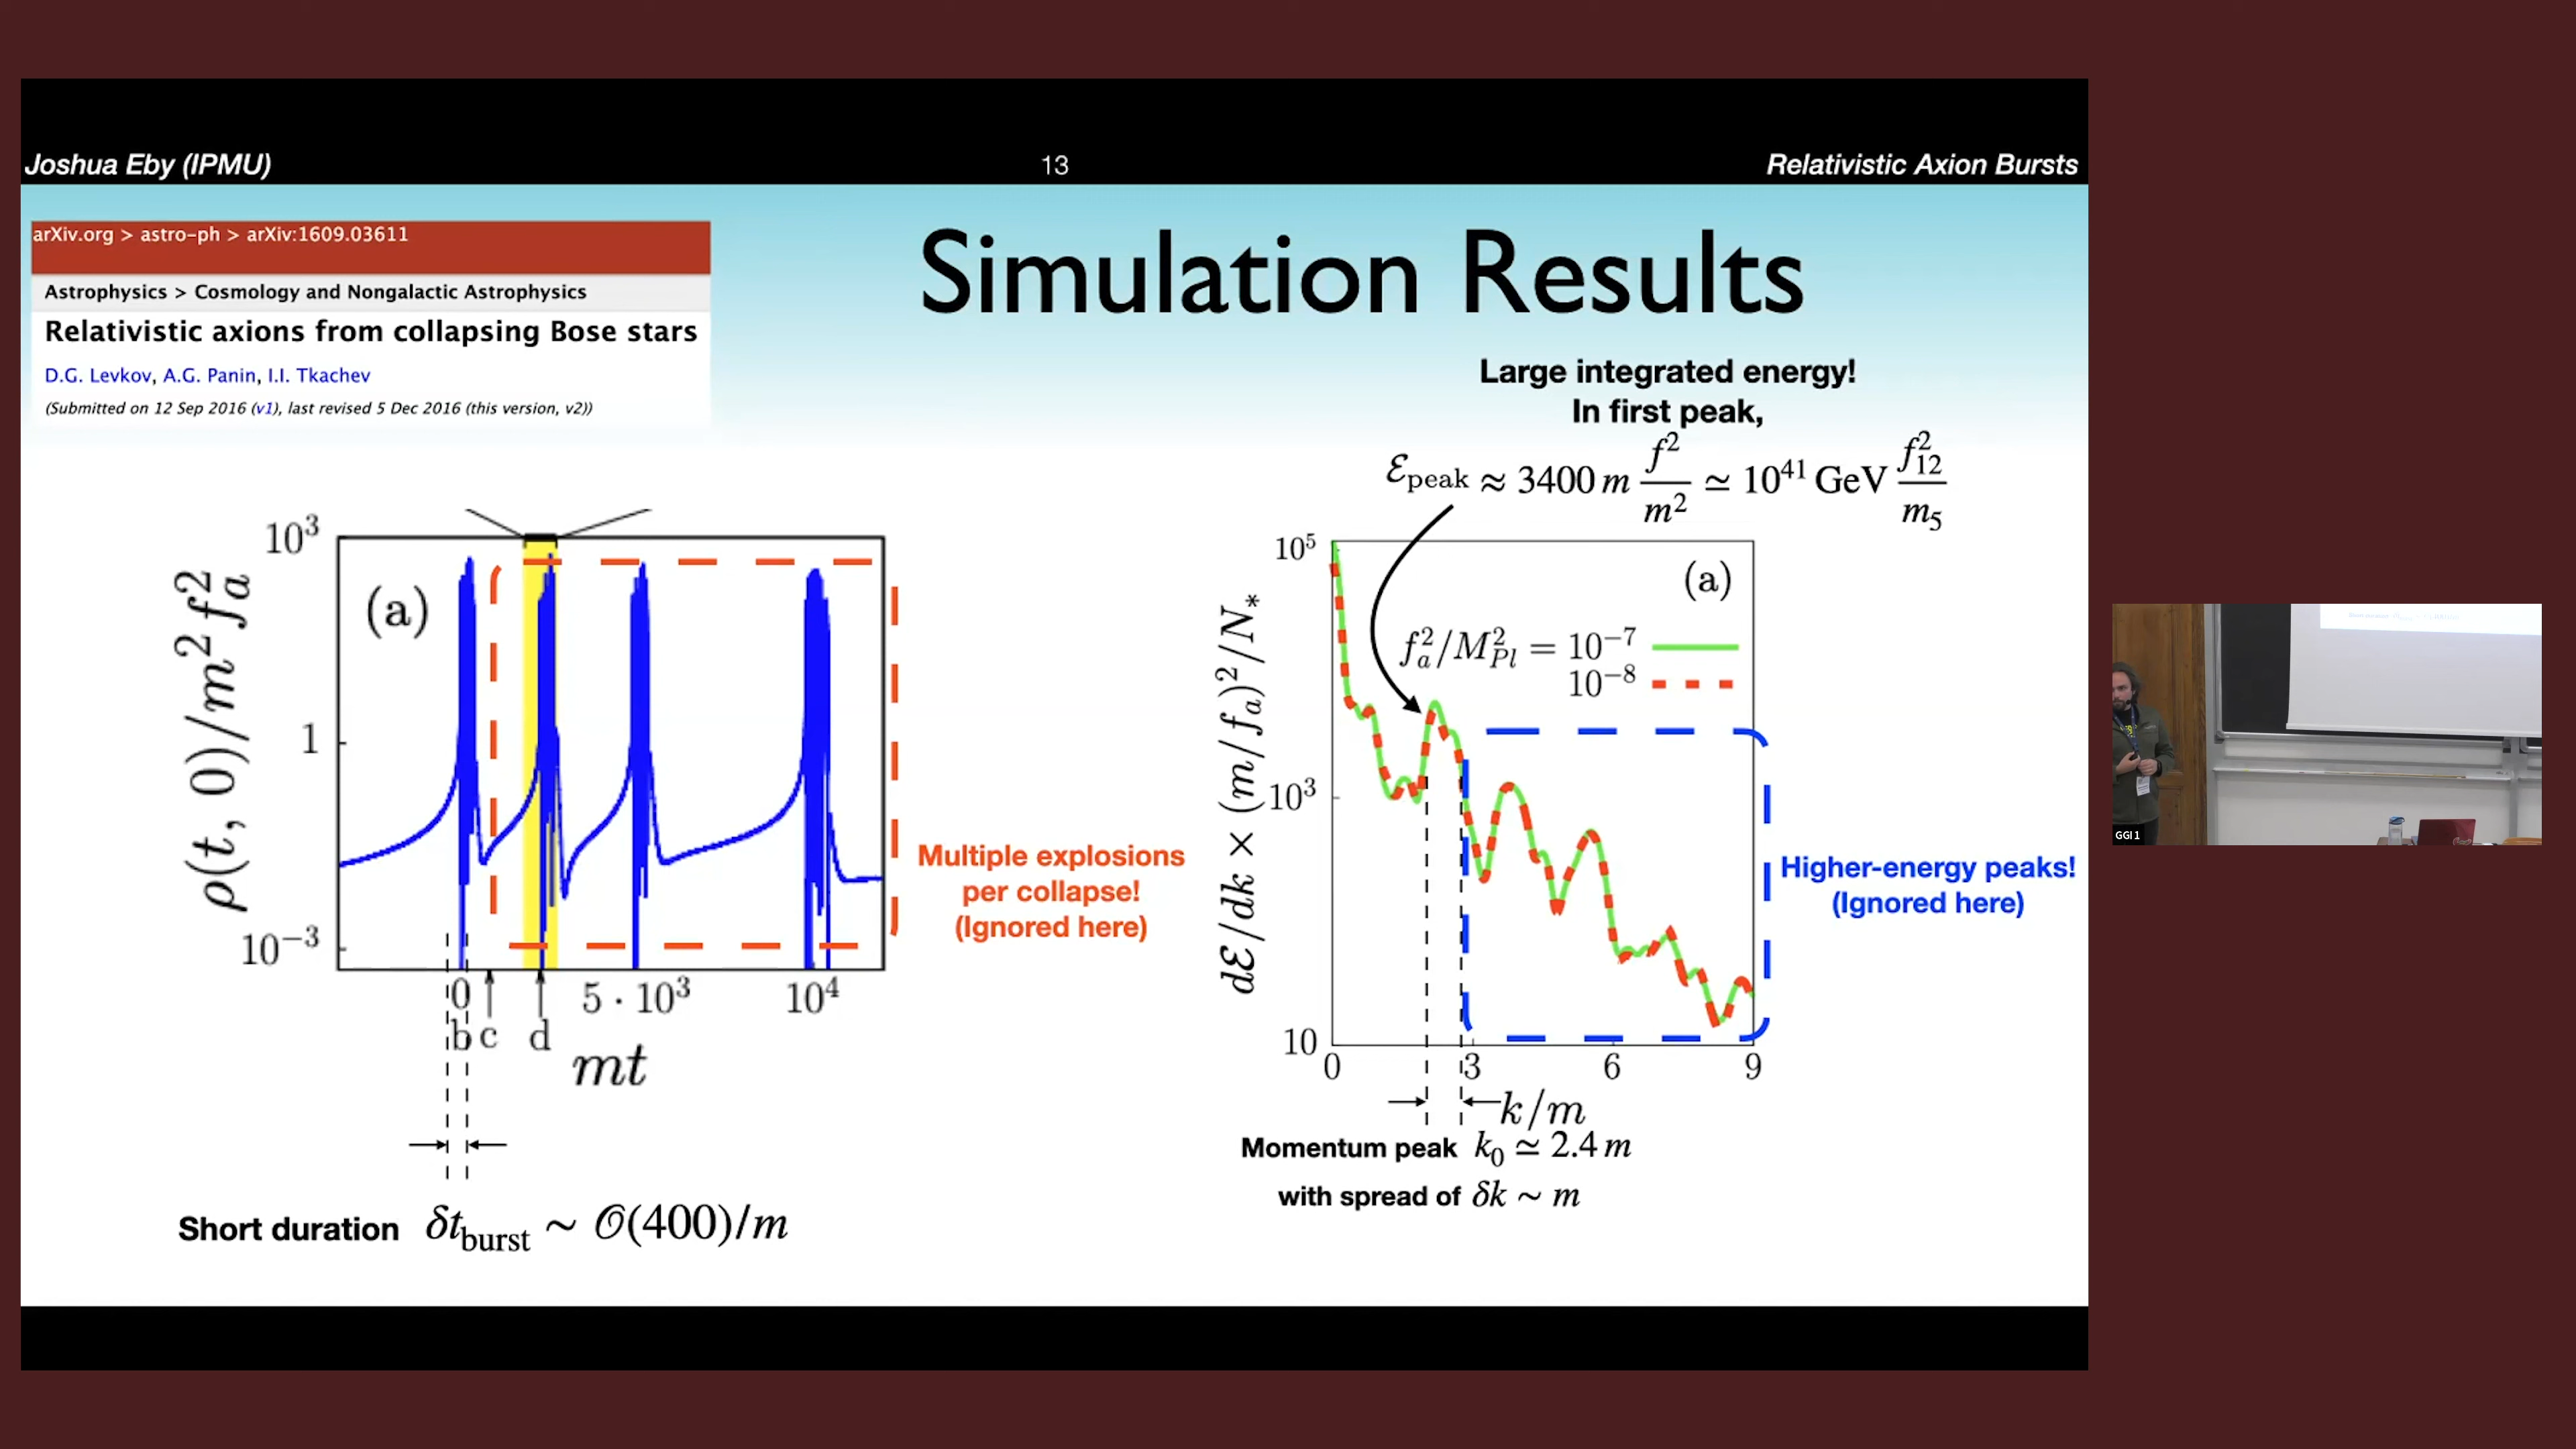 Joshua Eby (IPMU)
13
Relativistic Axion Bursts
arXiv.org > astro-ph > arXiv:1609.03611
Astrophysics > Cosmology and Nongalactic Astrophysics
Relativistic axions from collapsing Bose stars
D.G. Levkov, A.G. Panin, I.I. Tkachev
(Submitted on 12 Sep 2016 (v1), last revised 5 Dec 2016 (this version, v2))
Simulation Results
Large integrated energy!
In first peak,
ℰ_peak ≈ 3400 m f²/m² ≃ 10⁴¹ GeV f₁₂²/m₅
ρ(t, 0)/m² f_a²
10³
1
10⁻³
(a)
0
5 · 10³
10⁴
b c d
mt
Multiple explosions
per collapse!
(Ignored here)
Short duration δt_burst ~ 𝒪(400)/m
dℰ/dk × (m/f_a)²/N_*
10⁵
10³
10
(a)
f_a²/M_Pl² = 10⁻⁷
10⁻⁸
0
3
6
9
k/m
Higher-energy peaks!
(Ignored here)
Momentum peak k₀ ≃ 2.4 m
with spread of δk ~ m
GGI 1